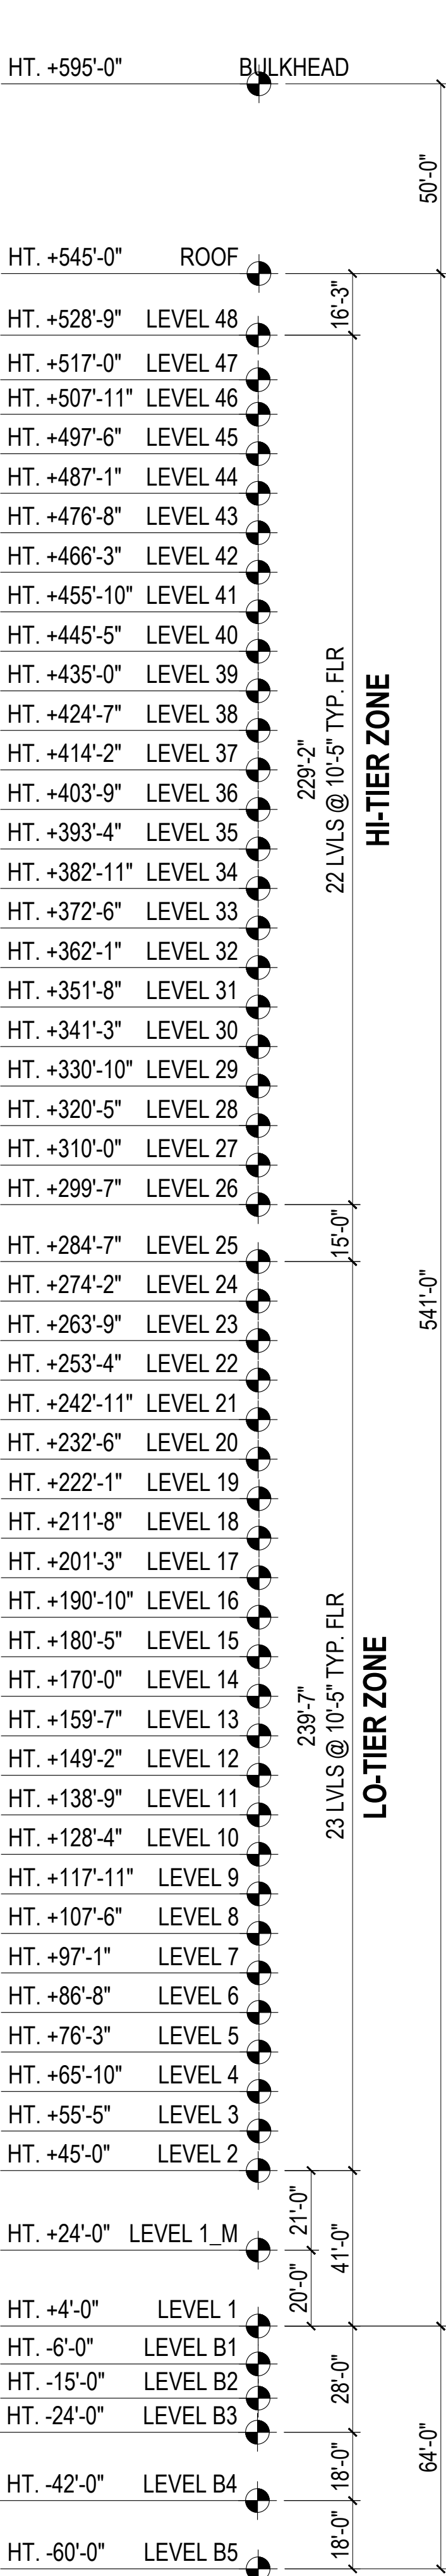 HT. +595'-0" BULKHEAD
50'-0"
HT. +545'-0" ROOF
16'-3"
HT. +528'-9" LEVEL 48
HT. +517'-0" LEVEL 47
HT. +507'-11" LEVEL 46
HT. +497'-6" LEVEL 45
HT. +487'-1" LEVEL 44
HT. +476'-8" LEVEL 43
HT. +466'-3" LEVEL 42
HT. +455'-10" LEVEL 41
HT. +445'-5" LEVEL 40
HT. +435'-0" LEVEL 39
HT. +424'-7" LEVEL 38
HT. +414'-2" LEVEL 37
HT. +403'-9" LEVEL 36
HT. +393'-4" LEVEL 35
HT. +382'-11" LEVEL 34
HT. +372'-6" LEVEL 33
HT. +362'-1" LEVEL 32
HT. +351'-8" LEVEL 31
HT. +341'-3" LEVEL 30
HT. +330'-10" LEVEL 29
HT. +320'-5" LEVEL 28
HT. +310'-0" LEVEL 27
HT. +299'-7" LEVEL 26
229'-2"
22 LVLS @ 10'-5" TYP. FLR
HI-TIER ZONE
15'-0"
541'-0"
HT. +284'-7" LEVEL 25
HT. +274'-2" LEVEL 24
HT. +263'-9" LEVEL 23
HT. +253'-4" LEVEL 22
HT. +242'-11" LEVEL 21
HT. +232'-6" LEVEL 20
HT. +222'-1" LEVEL 19
HT. +211'-8" LEVEL 18
HT. +201'-3" LEVEL 17
HT. +190'-10" LEVEL 16
HT. +180'-5" LEVEL 15
HT. +170'-0" LEVEL 14
HT. +159'-7" LEVEL 13
HT. +149'-2" LEVEL 12
HT. +138'-9" LEVEL 11
HT. +128'-4" LEVEL 10
HT. +117'-11" LEVEL 9
HT. +107'-6" LEVEL 8
HT. +97'-1" LEVEL 7
HT. +86'-8" LEVEL 6
HT. +76'-3" LEVEL 5
HT. +65'-10" LEVEL 4
HT. +55'-5" LEVEL 3
HT. +45'-0" LEVEL 2
239'-7"
23 LVLS @ 10'-5" TYP. FLR
LO-TIER ZONE
21'-0"
41'-0"
HT. +24'-0" LEVEL 1_M
20'-0"
HT. +4'-0" LEVEL 1
HT. -6'-0" LEVEL B1
HT. -15'-0" LEVEL B2
HT. -24'-0" LEVEL B3
28'-0"
64'-0"
18'-0"
HT. -42'-0" LEVEL B4
18'-0"
HT. -60'-0" LEVEL B5